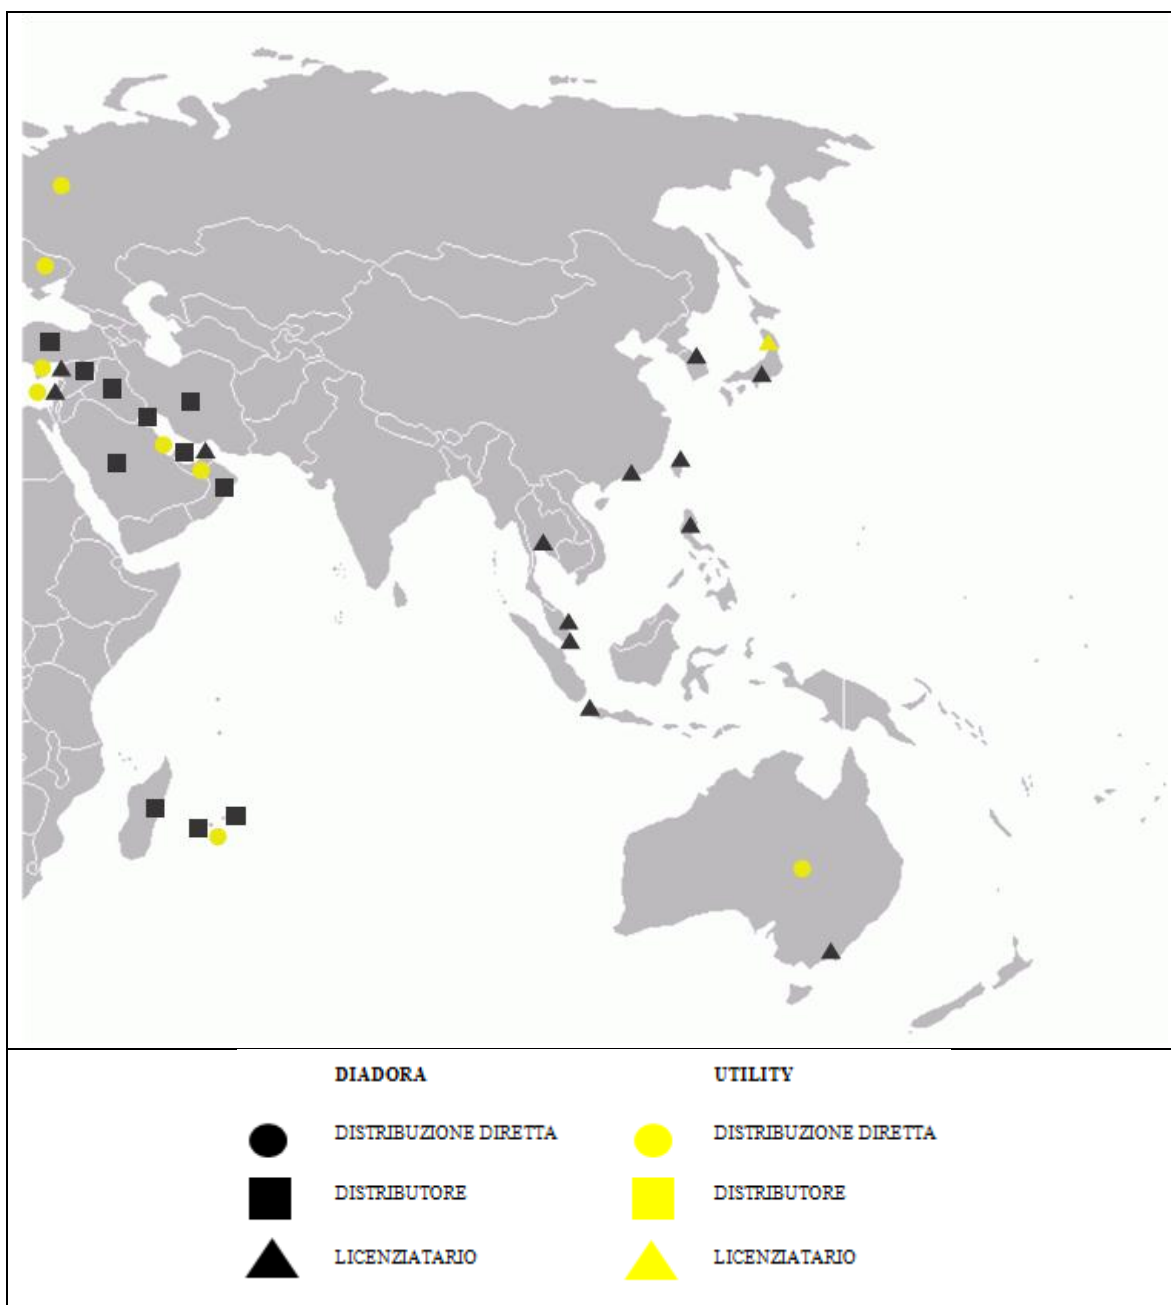 DIADORA UTILITY
DISTRIBUZIONE DIRETTA DISTRIBUZIONE DIRETTA
DISTRIBUTORE DISTRIBUTORE
LICENZIATARIO LICENZIATARIO